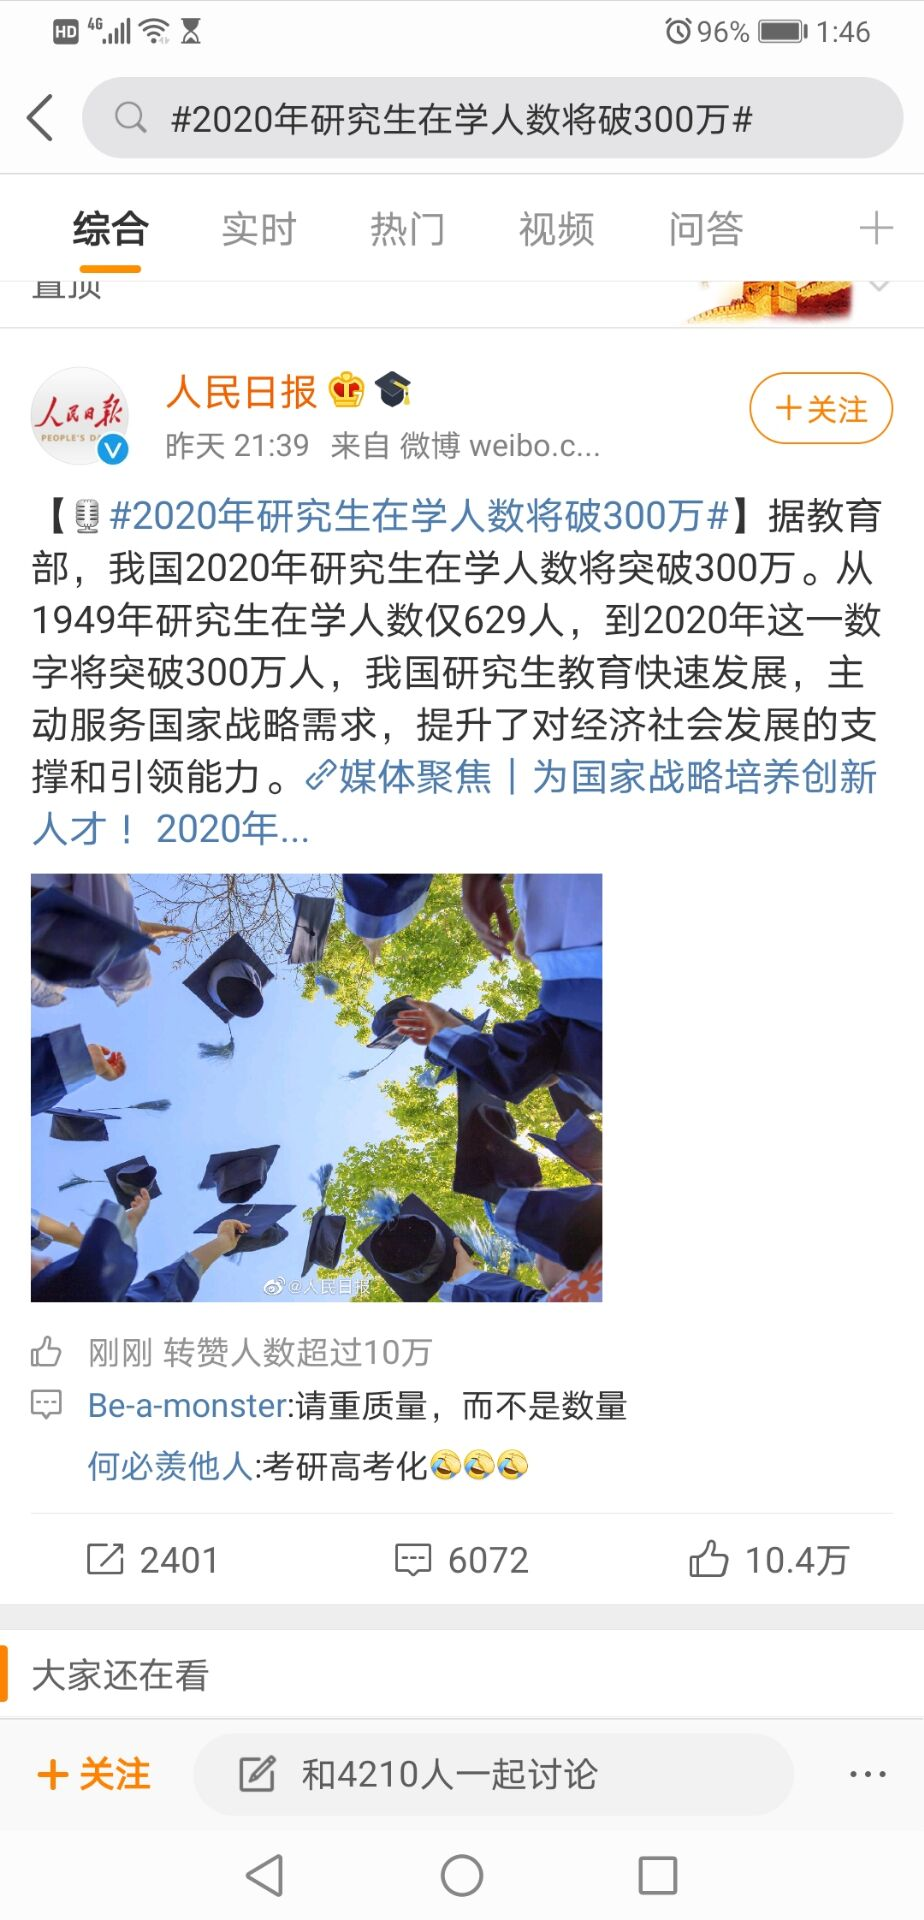 HD 4G 96% 1:46
#2020年研究生在学人数将破300万#
综合 实时 热门 视频 问答
置顶
人民日报
人民日报
PEOPLE'S DA
V
+关注
昨天 21:39 来自 微博 weibo.c...
【#2020年研究生在学人数将破300万#】据教育
部，我国2020年研究生在学人数将突破300万。从
1949年研究生在学人数仅629人，到2020年这一数
字将突破300万人，我国研究生教育快速发展，主
动服务国家战略需求，提升了对经济社会发展的支
撑和引领能力。媒体聚焦｜为国家战略培养创新
人才！ 2020年...
@人民日报
刚刚 转赞人数超过10万
Be-a-monster:请重质量，而不是数量
何必羡他人:考研高考化
2401 6072 10.4万
大家还在看
+关注 和4210人一起讨论 ...